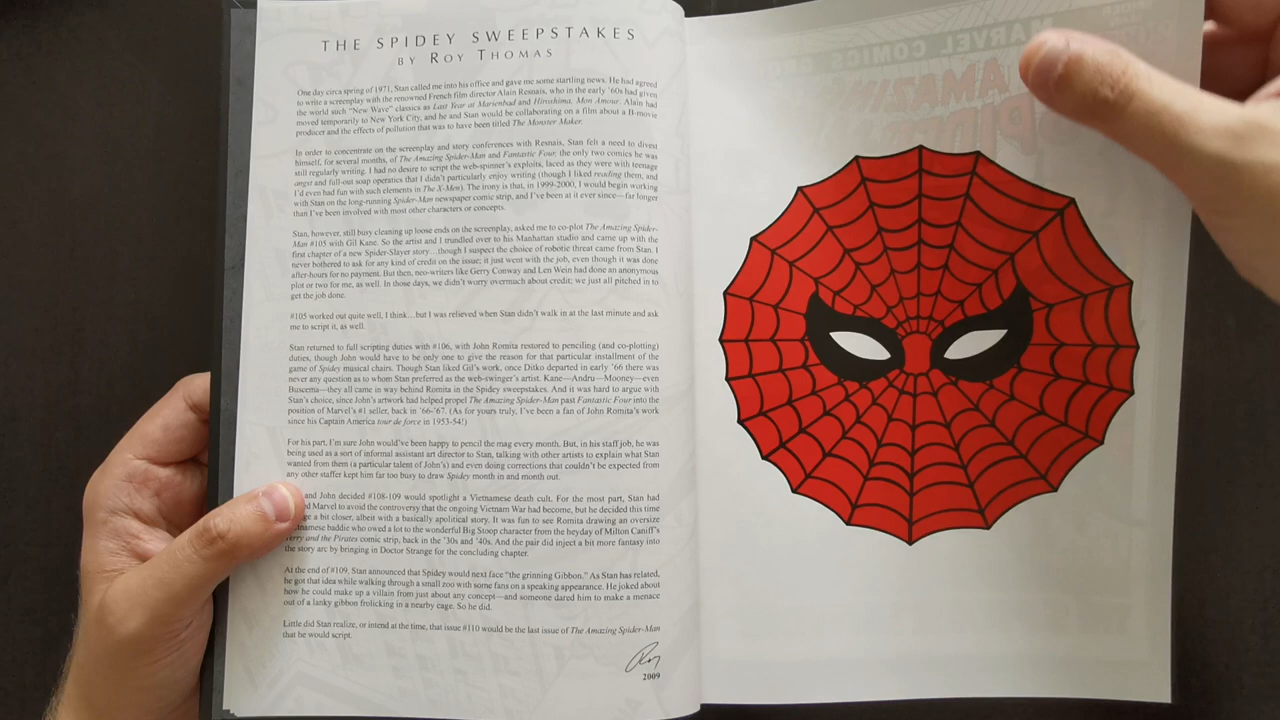 THE SPIDEY SWEEPSTAKES
BY ROY THOMAS
One day circa spring of 1971, Stan called me into his office and gave me some startling news. He had agreed
to write a screenplay with the renowned French film director Alain Resnais, who in the early ’60s had given
the world such “New Wave” classics as Last Year at Marienbad and Hiroshima, Mon Amour. Alain had
moved temporarily to New York City, and he and Stan would be collaborating on a film about a B-movie
producer and the effects of pollution that was to have been titled The Monster Maker.
In order to concentrate on the screenplay and story conferences with Resnais, Stan felt a need to divest
himself, for several months, of The Amazing Spider-Man and Fantastic Four, the only two comics he was
still regularly writing. I had no desire to script the web-spinner’s exploits, laced as they were with teenage
angst and full-out soap operatics that I didn’t particularly enjoy writing (though I liked reading them, and
I’d even had fun with such elements in The X-Men). The irony is that, in 1999-2000, I would begin working
with Stan on the long-running Spider-Man newspaper comic strip, and I’ve been at it ever since—far longer
than I’ve been involved with most other characters or concepts.
Stan, however, still busy cleaning up loose ends on the screenplay, asked me to co-plot The Amazing Spider-
Man #105 with Gil Kane. So the artist and I trundled over to his Manhattan studio and came up with the
first chapter of a new Spider-Slayer story…though I suspect the choice of robotic threat came from Stan. I
never bothered to ask for any kind of credit on the issue; it just went with the job, even though it was done
after-hours for no payment. But then, neo-writers like Gerry Conway and Len Wein had done an anonymous
plot or two for me, as well. In those days, we didn’t worry overmuch about credit; we just all pitched in to
get the job done.
#105 worked out quite well, I think…but I was relieved when Stan didn’t walk in at the last minute and ask
me to script it, as well.
Stan returned to full scripting duties with #106, with John Romita restored to penciling (and co-plotting)
duties, though John would have to be only one to give the reason for that particular installment of the
game of Spidey musical chairs. Though Stan liked Gil’s work, once Ditko departed in early ’66 there was
never any question as to whom Stan preferred as the web-swinger’s artist. Kane—Andru—Mooney—even
Buscema—they all came in way behind Romita in the Spidey sweepstakes. And it was hard to argue with
Stan’s choice, since John’s artwork had helped propel The Amazing Spider-Man past Fantastic Four into the
position of Marvel’s #1 seller, back in ’66-’67. (As for yours truly, I’ve been a fan of John Romita’s work
since his Captain America tour de force in 1953-54!)
For his part, I’m sure John would’ve been happy to pencil the mag every month. But, in his staff job, he was
being used as a sort of informal assistant art director to Stan, talking with other artists to explain what Stan
wanted from them (a particular talent of John’s) and even doing corrections that couldn’t be expected from
any other staffer kept him far too busy to draw Spidey month in and month out.
and John decided #108-109 would spotlight a Vietnamese death cult. For the most part, Stan had
Marvel to avoid the controversy that the ongoing Vietnam War had become, but he decided this time
a bit closer, albeit with a basically apolitical story. It was fun to see Romita drawing an oversize
baddie who owed a lot to the wonderful Big Stoop character from the heyday of Milton Caniff’s
Terry and the Pirates comic strip, back in the ’30s and ’40s. And the pair did inject a bit more fantasy into
the story arc by bringing in Doctor Strange for the concluding chapter.
At the end of #109, Stan announced that Spidey would next face “the grinning Gibbon.” As Stan has related,
he got that idea while walking through a small zoo with some fans on a speaking appearance. He joked about
how he could make up a villain from just about any concept—and someone dared him to make a menace
out of a lanky gibbon frolicking in a nearby cage. So he did.
Little did Stan realize, or intend at the time, that issue #110 would be the last issue of The Amazing Spider-Man
that he would script.
Roy
2009